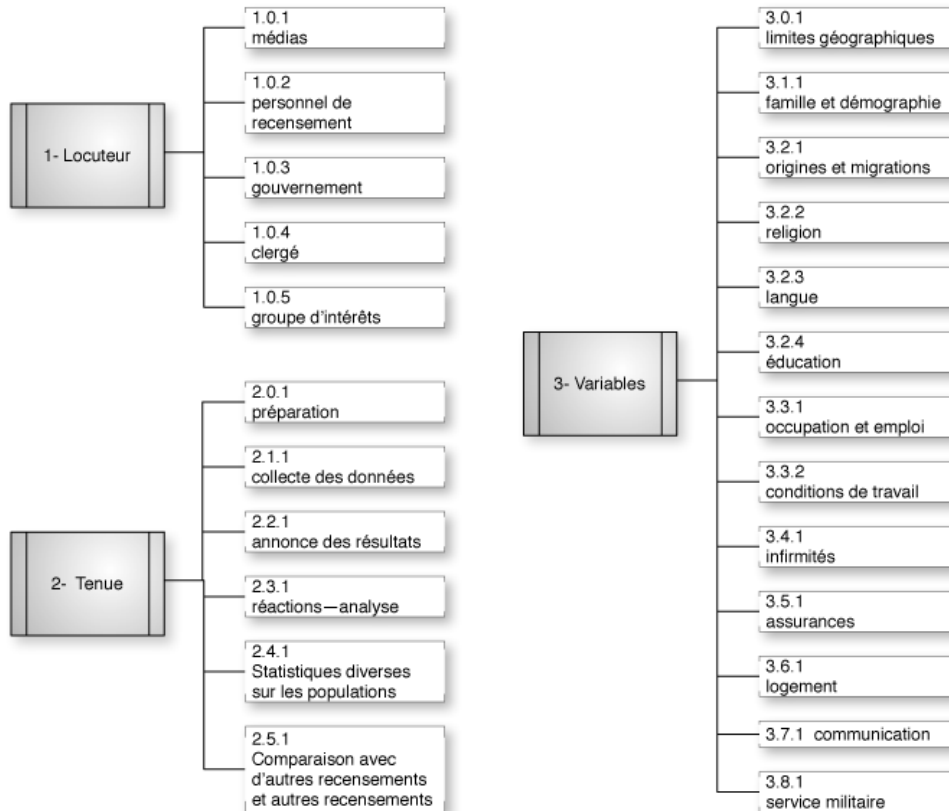 1- Locuteur
1.0.1
médias
1.0.2
personnel de
recensement
1.0.3
gouvernement
1.0.4
clergé
1.0.5
groupe d'intérêts
2- Tenue
2.0.1
préparation
2.1.1
collecte des données
2.2.1
annonce des résultats
2.3.1
réactions—analyse
2.4.1
Statistiques diverses
sur les populations
2.5.1
Comparaison avec
d'autres recensements
et autres recensements
3- Variables
3.0.1
limites géographiques
3.1.1
famille et démographie
3.2.1
origines et migrations
3.2.2
religion
3.2.3
langue
3.2.4
éducation
3.3.1
occupation et emploi
3.3.2
conditions de travail
3.4.1
infirmités
3.5.1
assurances
3.6.1
logement
3.7.1 communication
3.8.1
service militaire